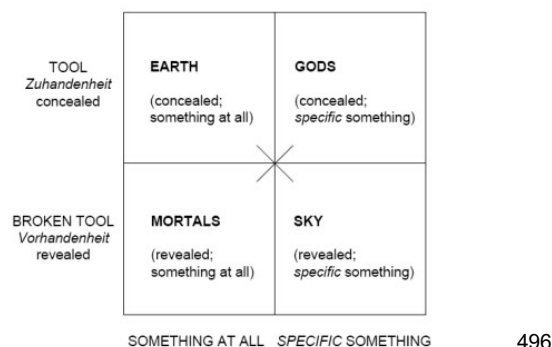 TOOL
Zuhandenheit
concealed
EARTH
(concealed;
something at all)
GODS
(concealed;
specific something)
BROKEN TOOL
Vorhandenheit
revealed
MORTALS
(revealed;
something at all)
SKY
(revealed;
specific something)
SOMETHING AT ALL SPECIFIC SOMETHING
496